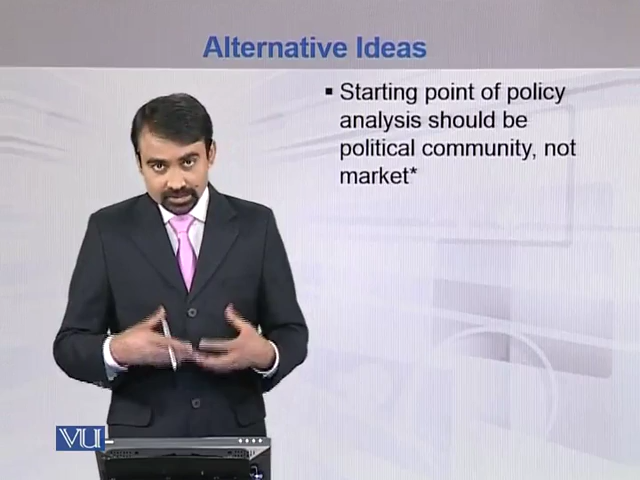 Alternative Ideas
▪ Starting point of policy
analysis should be
political community, not
market*
VU